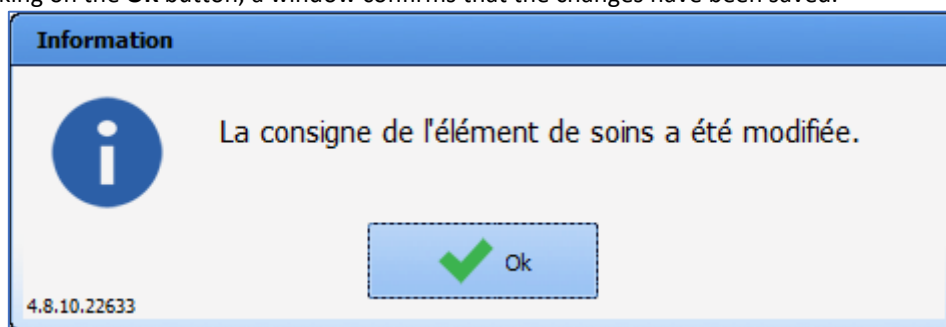 king on the Ok button, a window confirms that the changes have been saved.
Information
La consigne de l'élément de soins a été modifiée.
Ok
4.8.10.22633